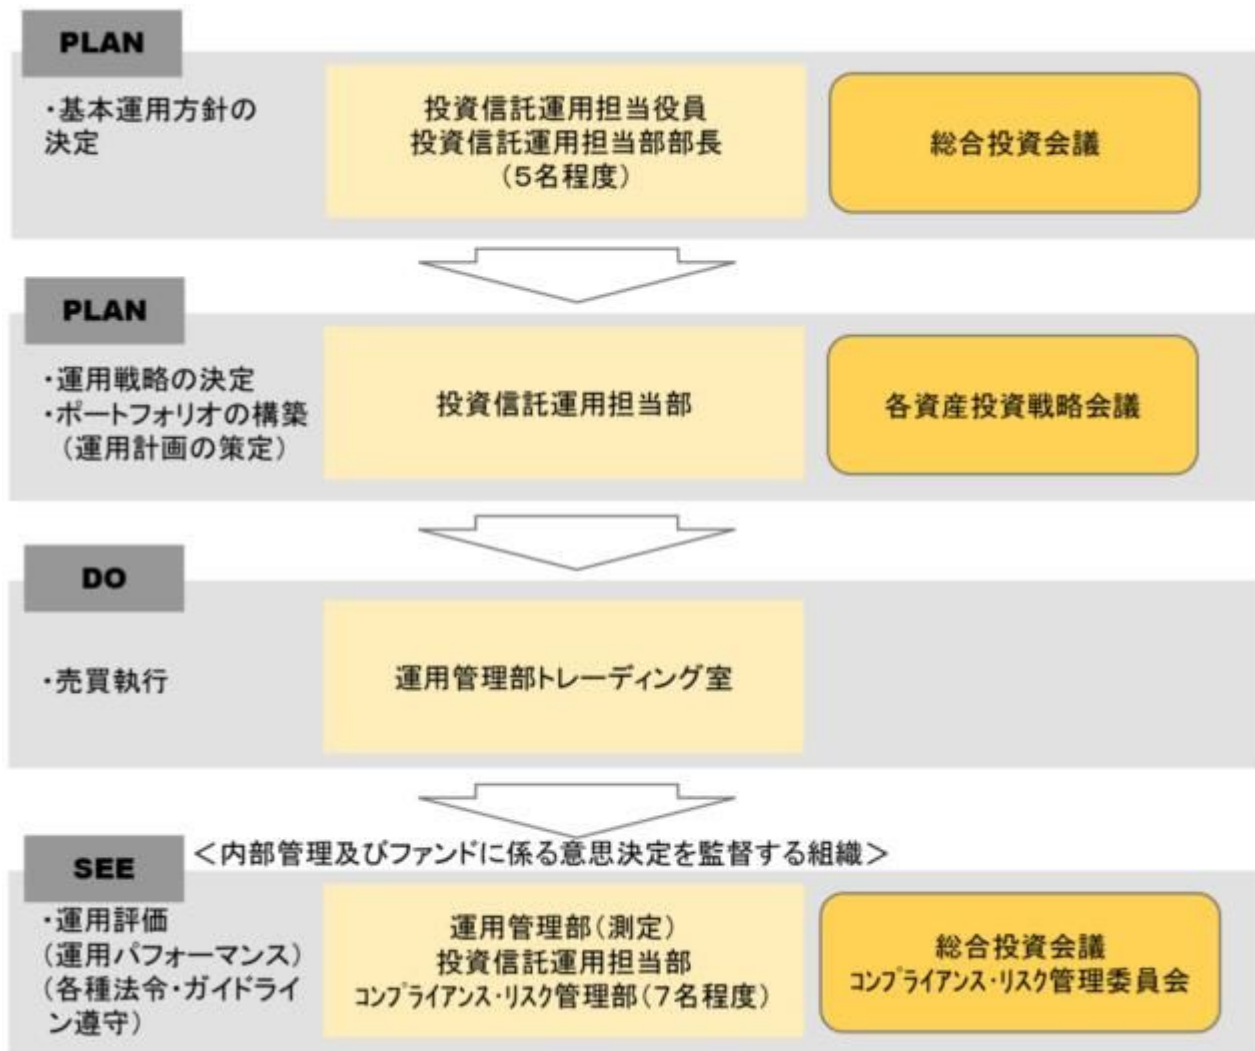 PLAN
・基本運用方針の
決定
投資信託運用担当役員
投資信託運用担当部部長
（５名程度）
総合投資会議
PLAN
・運用戦略の決定
・ポートフォリオの構築
（運用計画の策定）
投資信託運用担当部
各資産投資戦略会議
DO
・売買執行
運用管理部トレーディング室
SEE
＜内部管理及びファンドに係る意思決定を監督する組織＞
・運用評価
（運用パフォーマンス）
（各種法令・ガイドライ
ン遵守）
運用管理部（測定）
投資信託運用担当部
ｺﾝﾌﾟﾗｲｱﾝｽ・ﾘｽｸ管理部（７名程度）
総合投資会議
ｺﾝﾌﾟﾗｲｱﾝｽ・ﾘｽｸ管理委員会